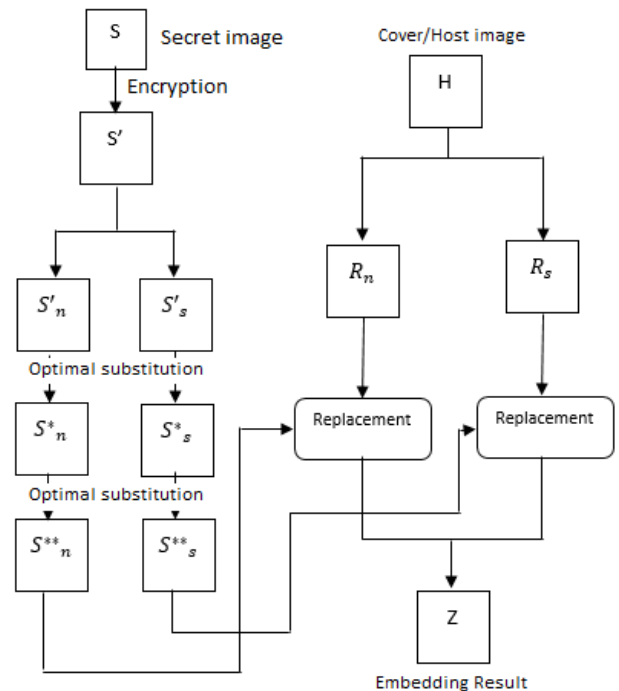 S
Secret image
Cover/Host image
Encryption
H
S′
R_n
R_s
S′_n
S′_s
Optimal substitution
S*_n
S*_s
Replacement
Replacement
Optimal substitution
S**_n
S**_s
Z
Embedding Result